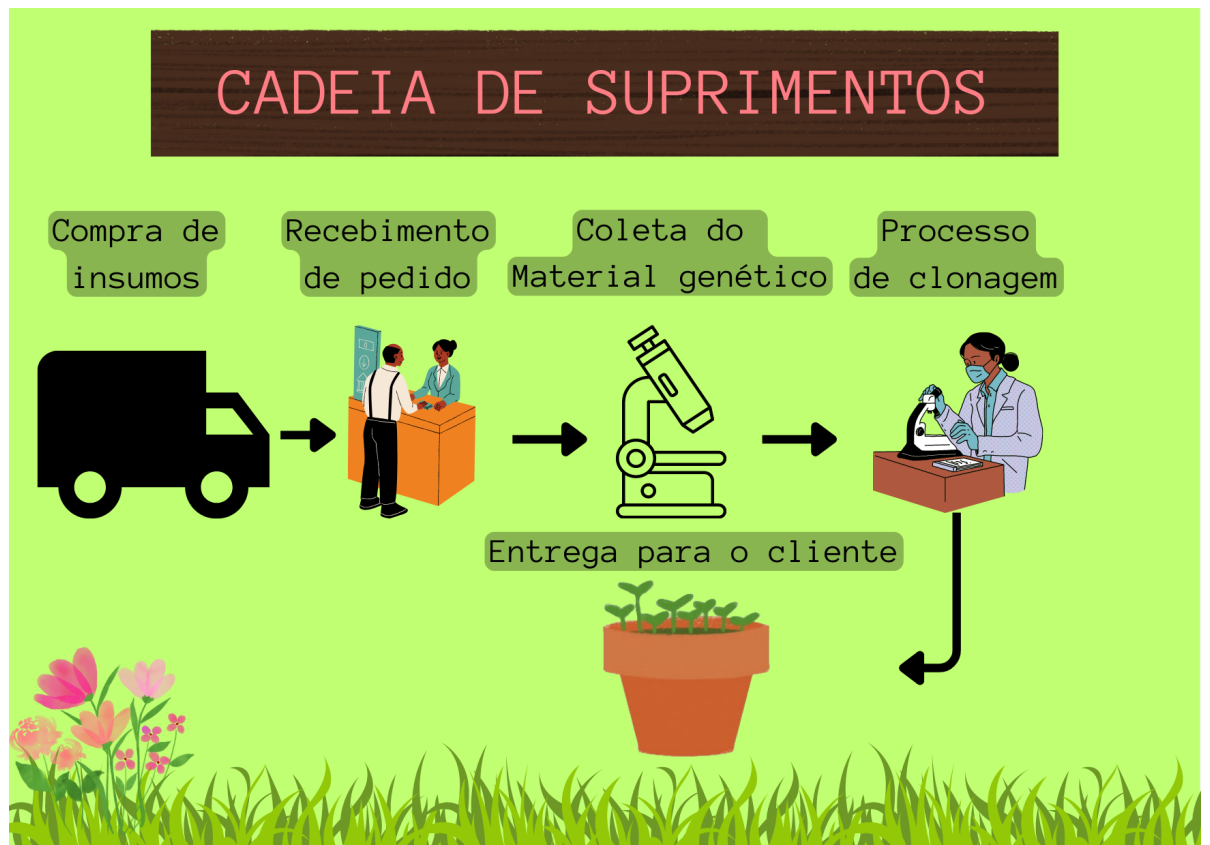 CADEIA DE SUPRIMENTOS
Compra de
insumos
Recebimento
de pedido
Coleta do
Material genético
Processo
de clonagem
Entrega para o cliente